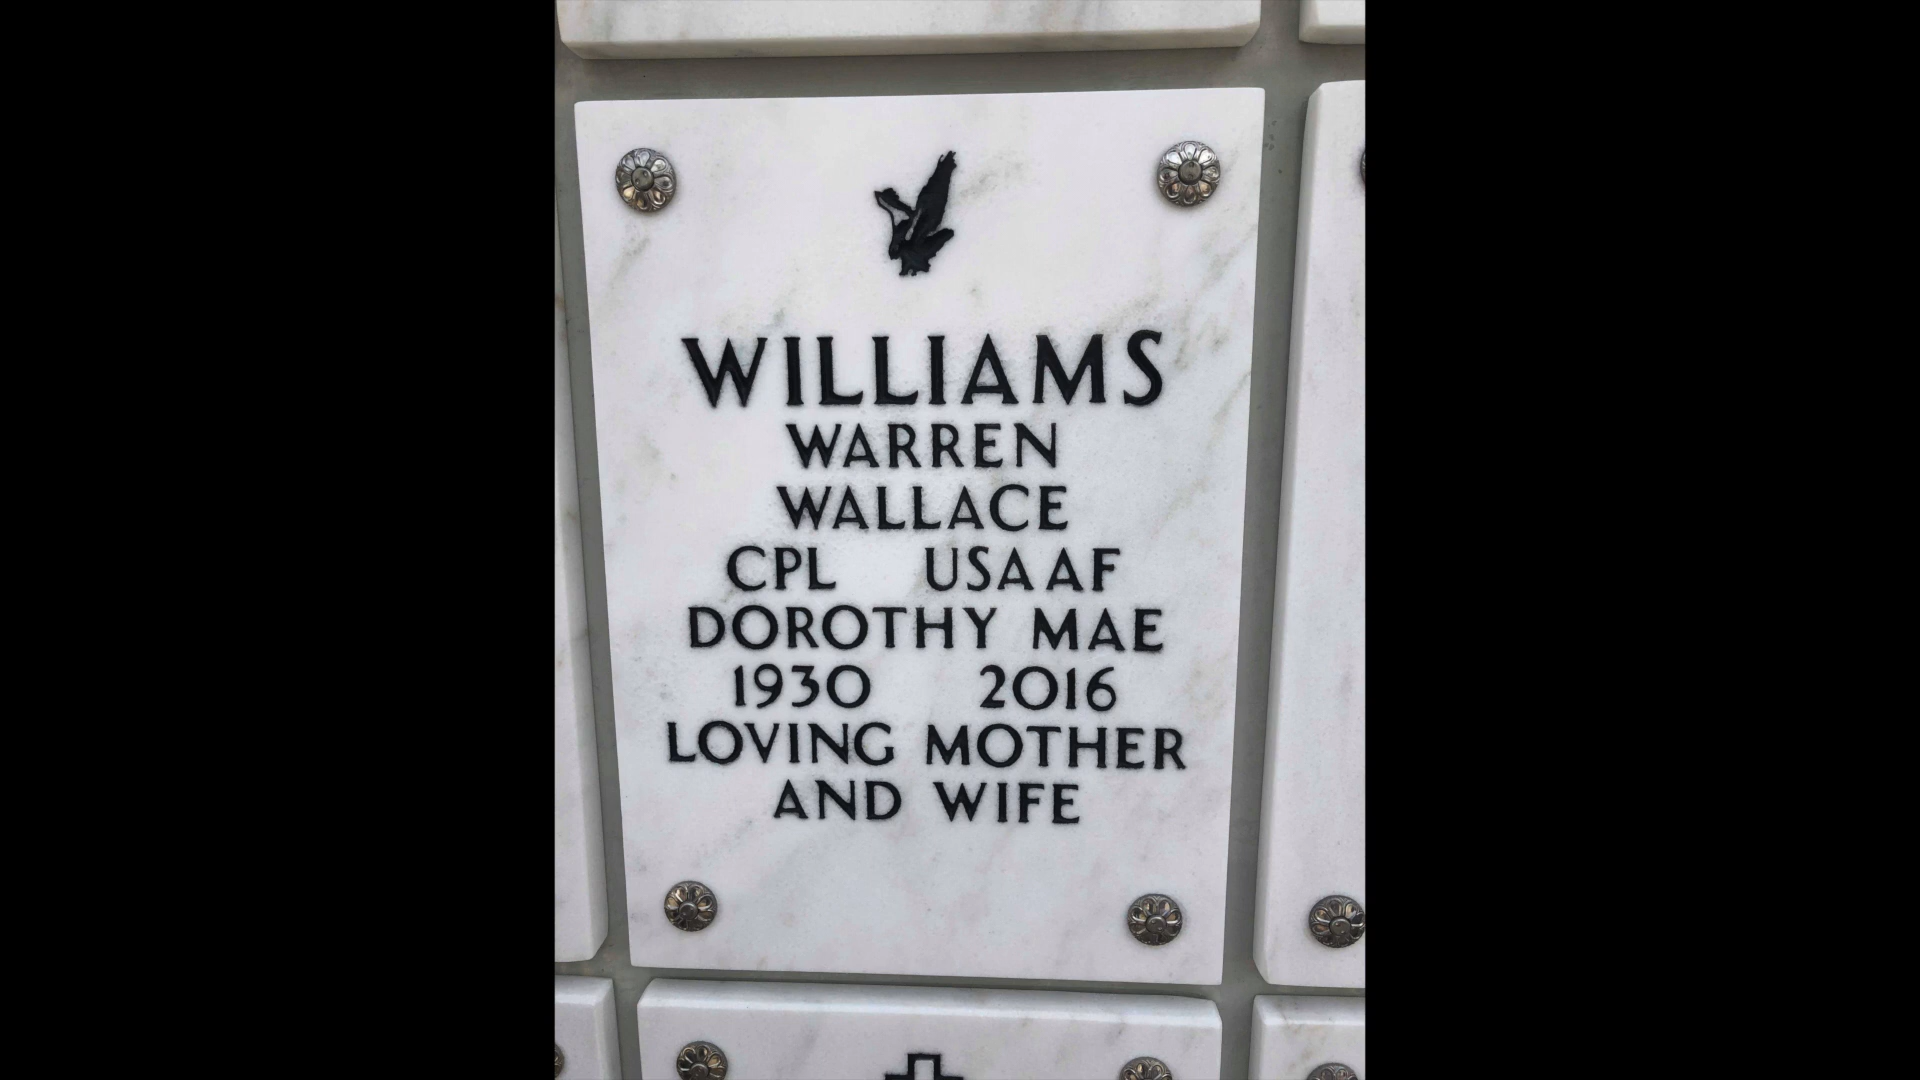 WILLIAMS
WARREN
WALLACE
CPL USAAF
DOROTHY MAE
1930 2016
LOVING MOTHER
AND WIFE